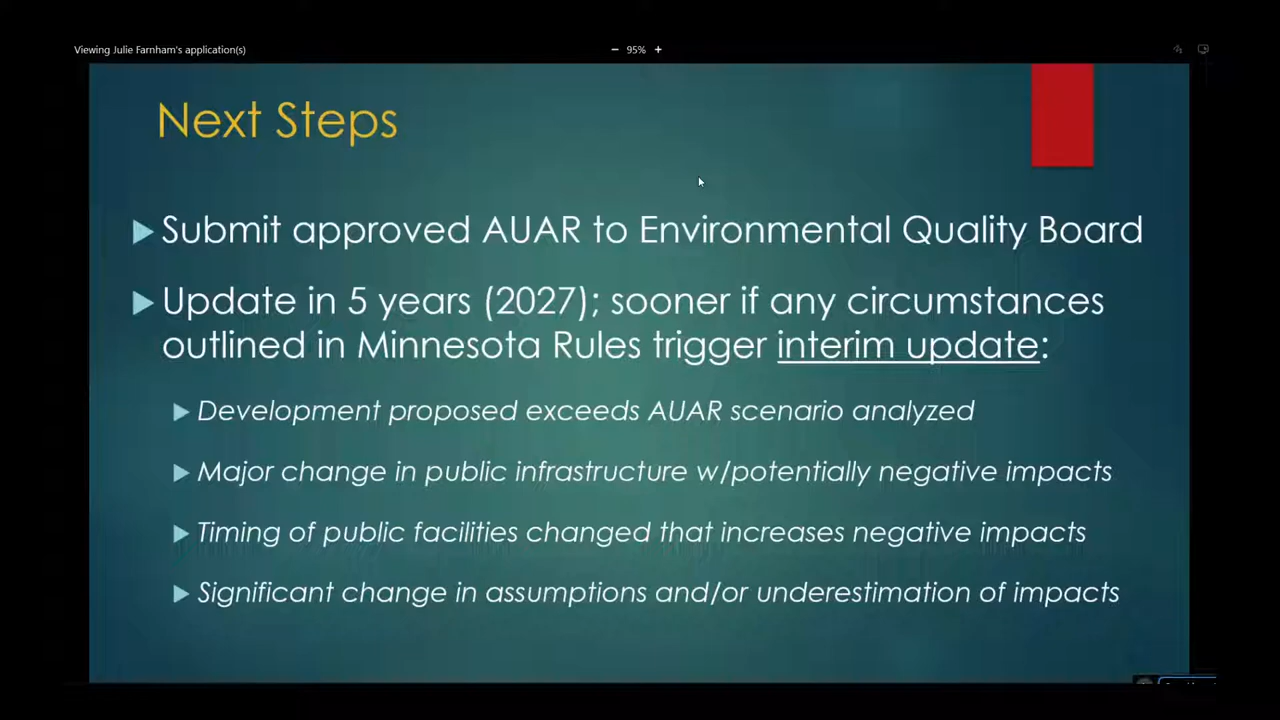 Viewing Julie Farnham's application(s)
− 95% +
Next Steps
Submit approved AUAR to Environmental Quality Board
Update in 5 years (2027); sooner if any circumstances
outlined in Minnesota Rules trigger interim update:
Development proposed exceeds AUAR scenario analyzed
Major change in public infrastructure w/potentially negative impacts
Timing of public facilities changed that increases negative impacts
Significant change in assumptions and/or underestimation of impacts